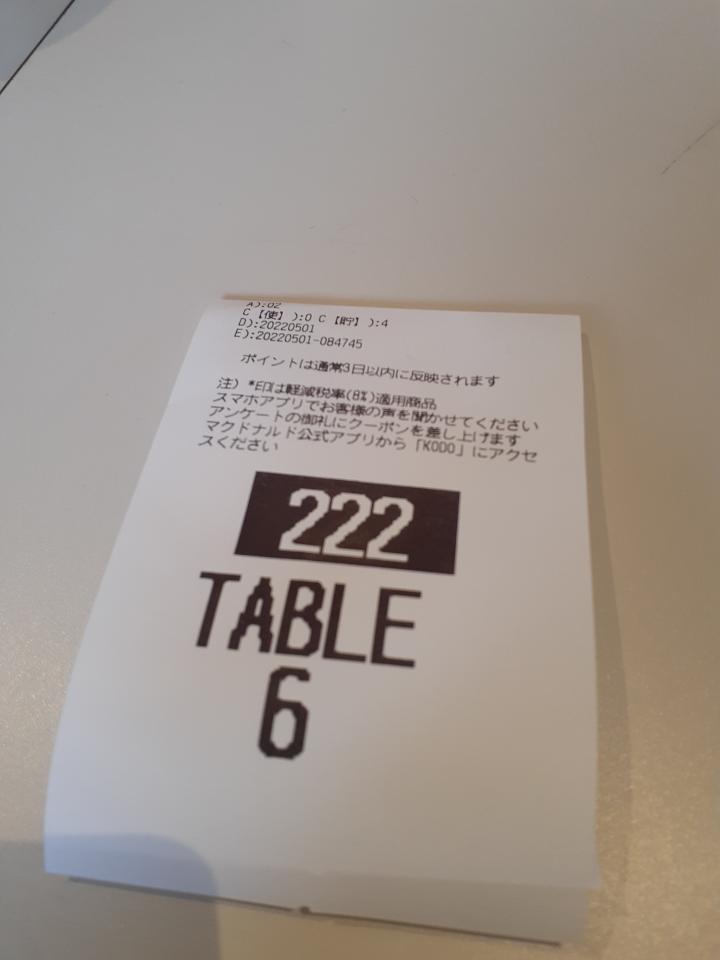 A):02
C【使】):0 C【貯】):4
D):20220501
E):20220501-084745
ポイントは通常3日以内に反映されます
注) *印は軽減税率(8%)適用商品
スマホアプリでお客様の声を聞かせてください
アンケートの御礼にクーポンを差し上げます
マクドナルド公式アプリから「KODO」にアクセ
スください
222
TABLE
6